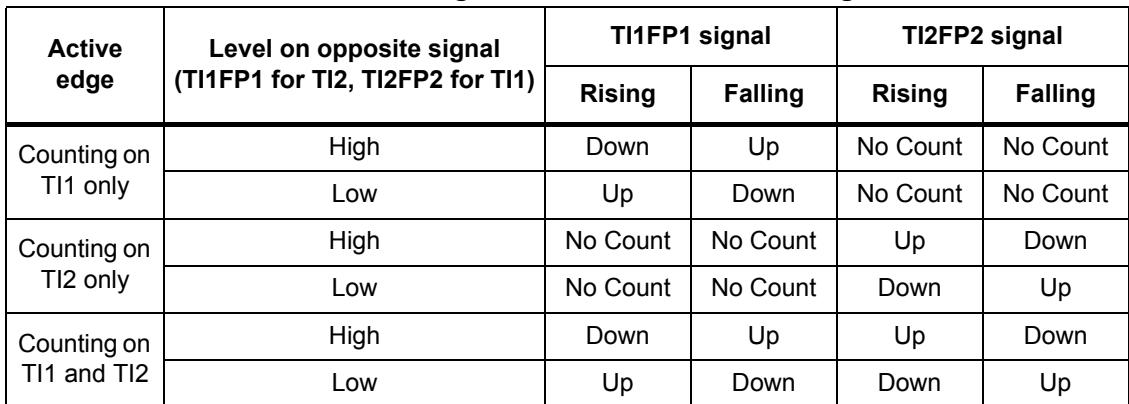 Active edge Level on opposite signal (TI1FP1 for TI2, TI2FP2 for TI1) TI1FP1 signal TI2FP2 signal
Rising Falling Rising Falling
Counting on TI1 only High Down Up No Count No Count
Low Up Down No Count No Count
Counting on TI2 only High No Count No Count Up Down
Low No Count No Count Down Up
Counting on TI1 and TI2 High Down Up Up Down
Low Up Down Down Up